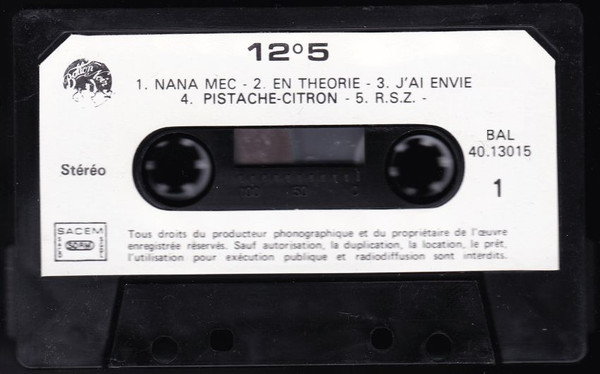 12°5
1. NANA MEC - 2. EN THEORIE - 3. J'AI ENVIE
4. PISTACHE-CITRON - 5. R.S.Z. -
BAL
40.13015
Stéréo
100 50 0
1
SACEM
SDRM
Tous droits du producteur phonographique et du propriétaire de l'œuvre
enregistrée réservés. Sauf autorisation, la duplication, la location, le prêt,
l'utilisation pour exécution publique et radiodiffusion sont interdits.